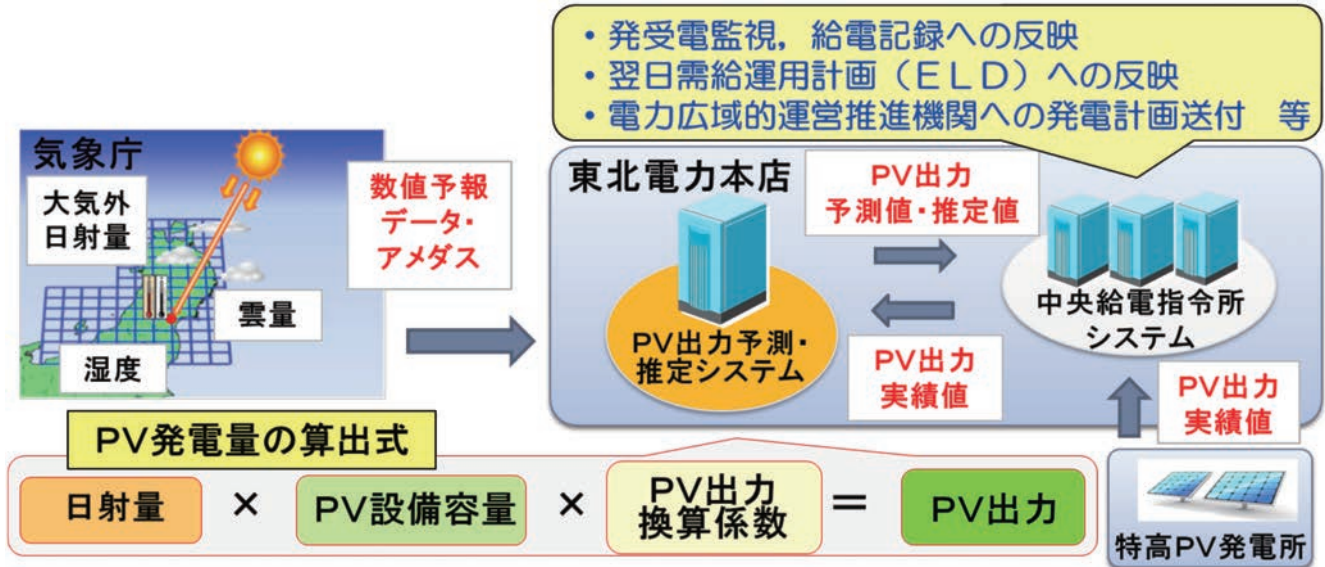 ・発受電監視，給電記録への反映
・翌日需給運用計画（ＥＬＤ）への反映
・電力広域的運営推進機関への発電計画送付　等
気象庁
大気外
日射量
雲量
湿度
数値予報
データ・
アメダス
東北電力本店
PV出力予測・
推定システム
PV出力
予測値・推定値
PV出力
実績値
中央給電指令所
システム
PV出力
実績値
特高PV発電所
PV発電量の算出式
日射量
×
PV設備容量
×
PV出力
換算係数
＝
PV出力